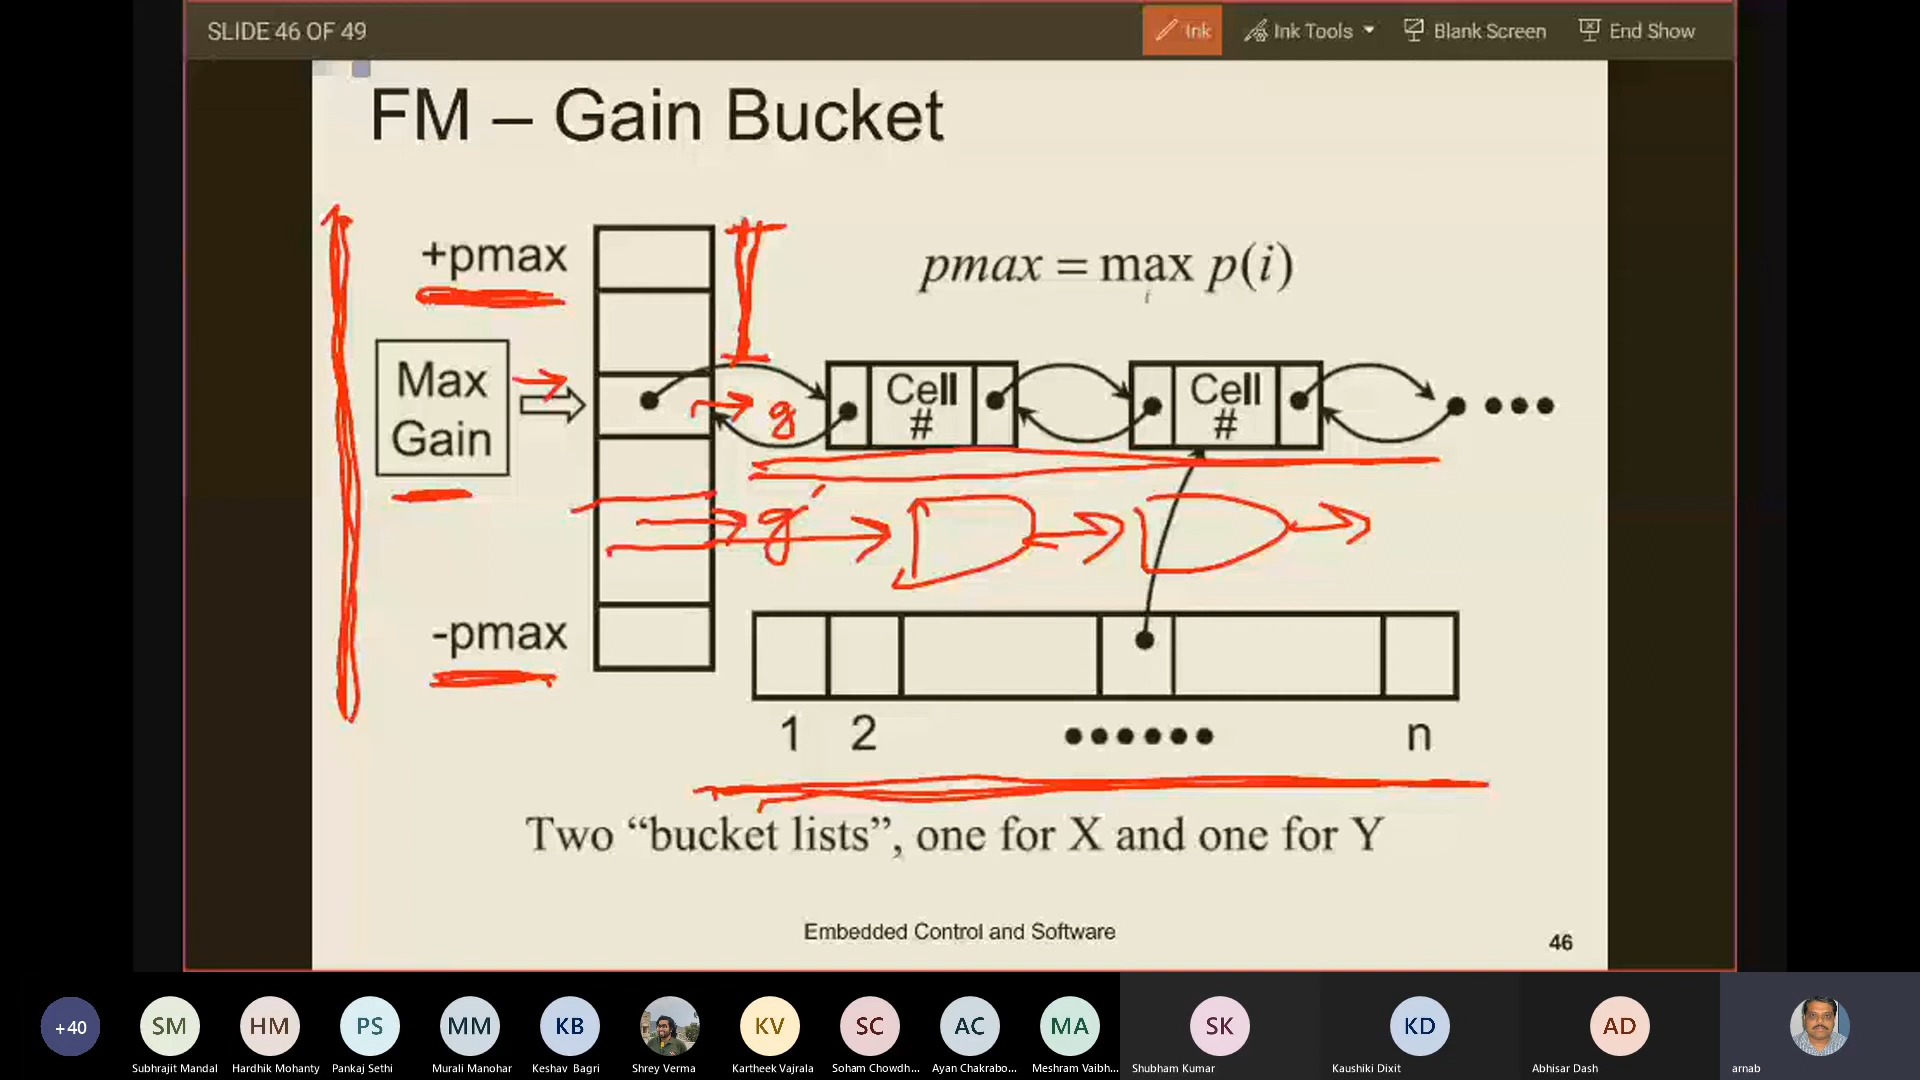 SLIDE 46 OF 49
Ink
Ink Tools
Blank Screen
End Show
FM – Gain Bucket
+pmax
pmax = max p(i)
i
Max
Gain
g
Cell
#
Cell
#
g'
-pmax
1 2 n
Two “bucket lists”, one for X and one for Y
Embedded Control and Software
46
+40 SM HM PS MM KB KV SC AC MA SK KD AD
Subhrajit Mandal Hardhik Mohanty Pankaj Sethi Murali Manohar Keshav Bagri Shrey Verma Kartheek Vajrala Soham Chowdh... Ayan Chakrabo... Meshram Vaibh... Shubham Kumar Kaushiki Dixit Abhisar Dash arnab